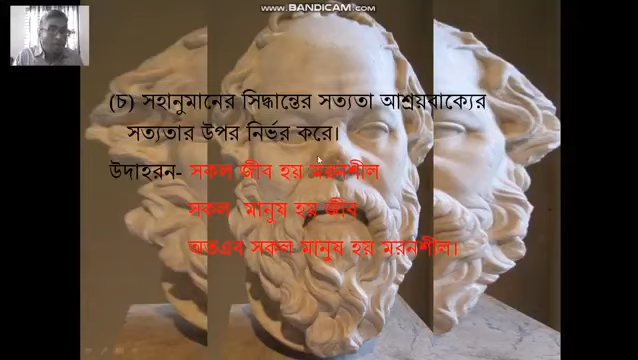 www.BANDICAM.com
(চ) সহানুমানের সিদ্ধান্তের সত্যতা আশ্রয়বাক্যের
সত্যতার উপর নির্ভর করে।
উদাহরন- সকল জীব হয় মরনশীল
সকল মানুষ হয় জীব
অতএব সকল মানুষ হয় মরনশীল।